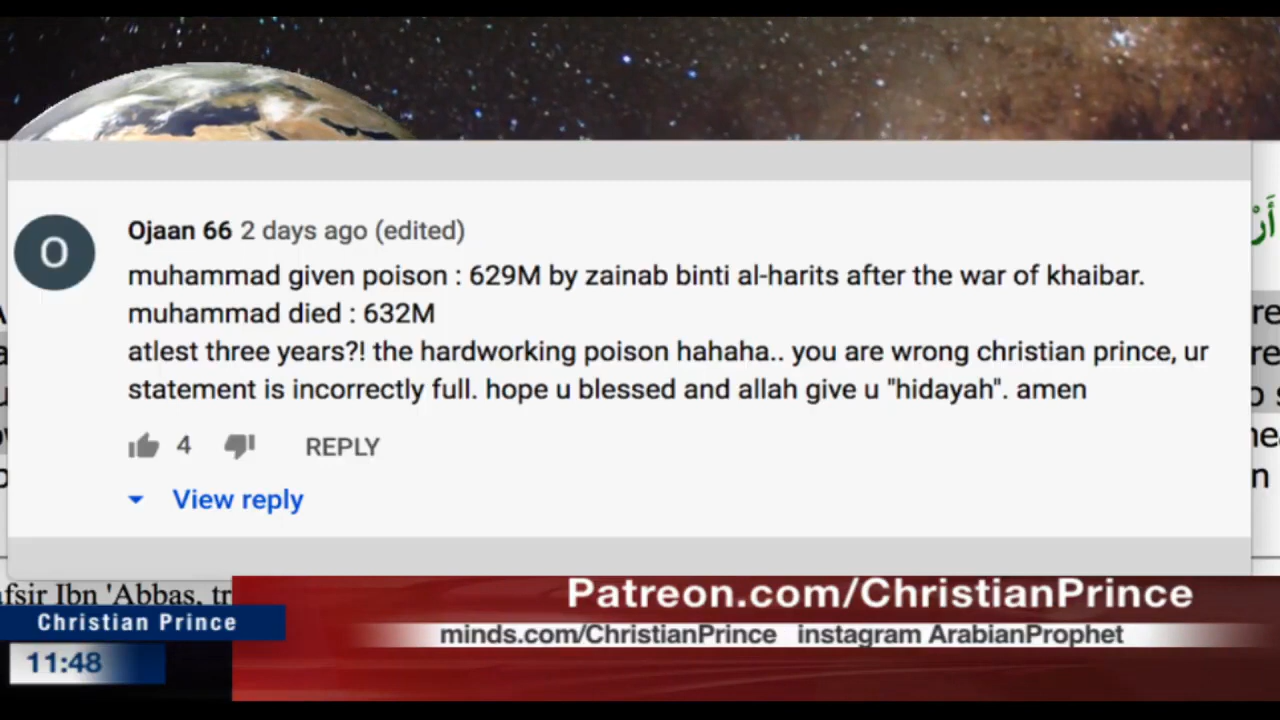 Ojaan 66 2 days ago (edited)
muhammad given poison : 629M by zainab binti al-harits after the war of khaibar.
muhammad died : 632M
atlest three years?! the hardworking poison hahaha.. you are wrong christian prince, ur
statement is incorrectly full. hope u blessed and allah give u "hidayah". amen
4 REPLY
View reply
O
Ibn 'Abbas,
Patreon.com/ChristianPrince
Christian Prince
minds.com/ChristianPrince instagram ArabianProphet
11:48